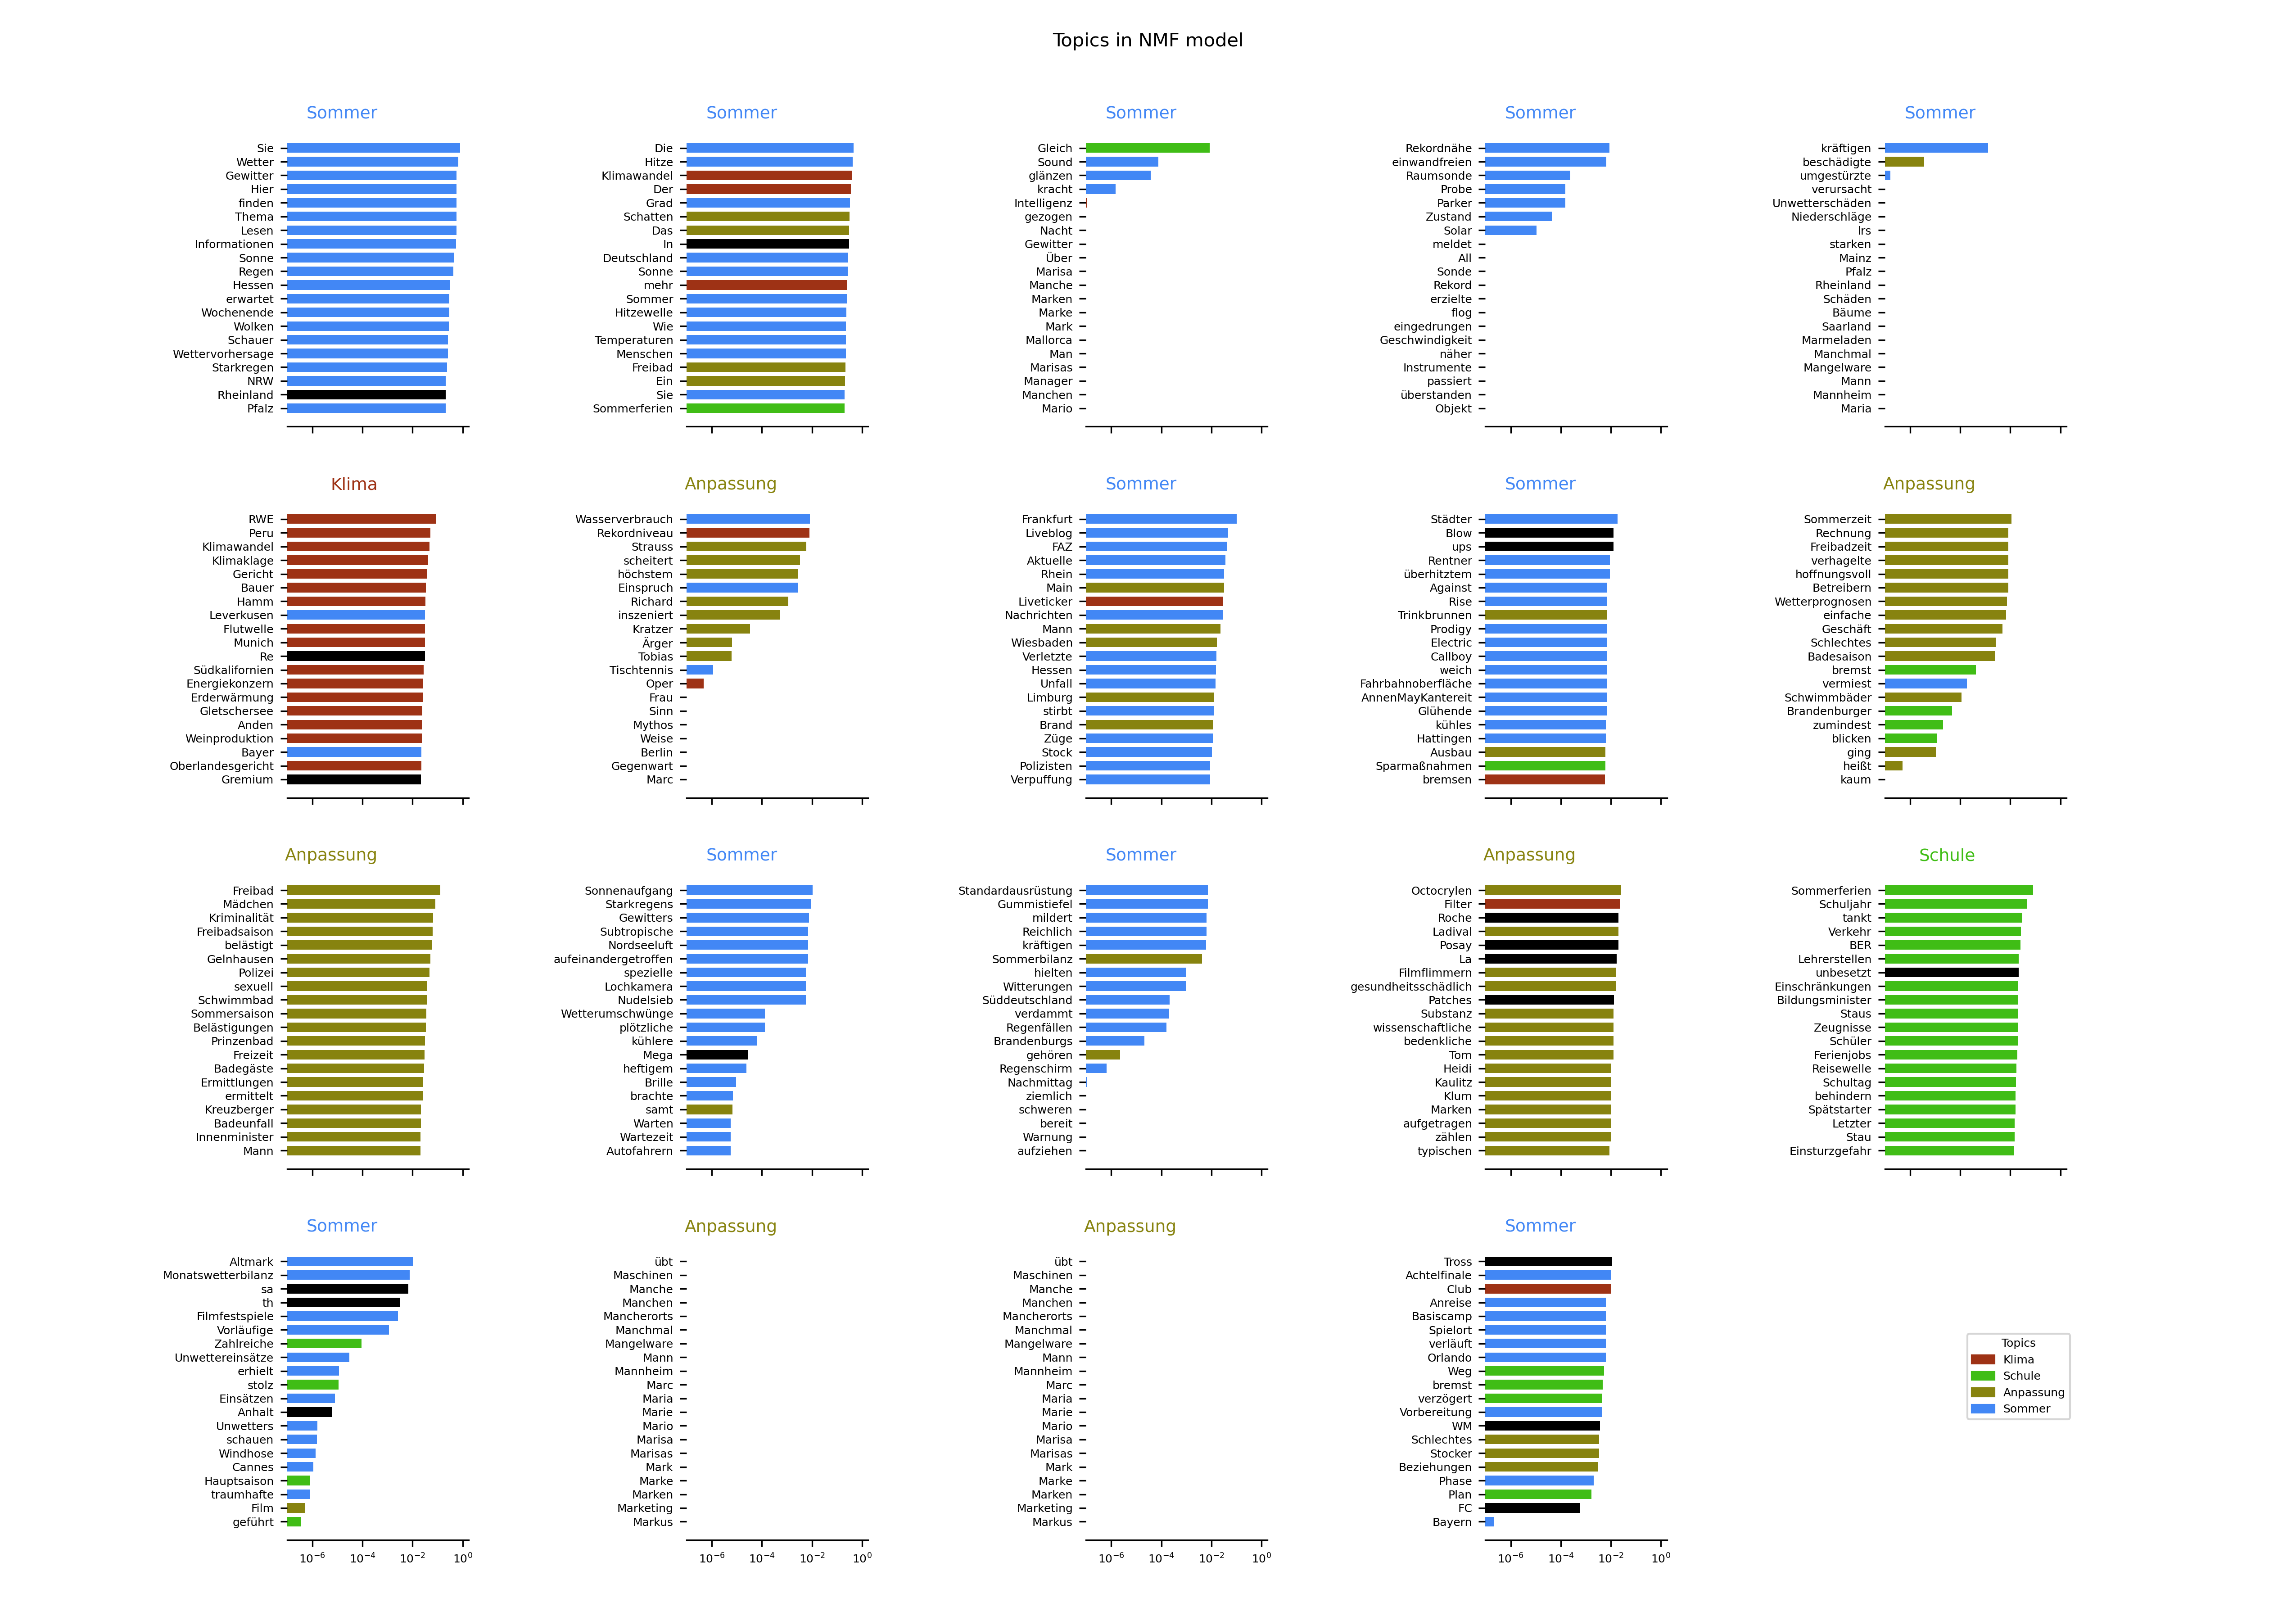 Topics in NMF model
Sommer
Sie
Wetter
Gewitter
Hier
finden
Thema
Lesen
Informationen
Sonne
Regen
Hessen
erwartet
Wochenende
Wolken
Schauer
Wettervorhersage
Starkregen
NRW
Rheinland
Pfalz
Sommer
Die
Hitze
Klimawandel
Der
Grad
Schatten
Das
In
Deutschland
Sonne
mehr
Sommer
Hitzewelle
Wie
Temperaturen
Menschen
Freibad
Ein
Sie
Sommerferien
Sommer
Gleich
Sound
glänzen
kracht
Intelligenz
gezogen
Nacht
Gewitter
Über
Marisa
Manche
Marken
Marke
Mark
Mallorca
Man
Marisas
Manager
Manchen
Mario
Sommer
Rekordnähe
einwandfreien
Raumsonde
Probe
Parker
Zustand
Solar
meldet
All
Sonde
Rekord
erzielte
flog
eingedrungen
Geschwindigkeit
näher
Instrumente
passiert
überstanden
Objekt
Sommer
kräftigen
beschädigte
umgestürzte
verursacht
Unwetterschäden
Niederschläge
lrs
starken
Mainz
Pfalz
Rheinland
Schäden
Bäume
Saarland
Marmeladen
Manchmal
Mangelware
Mann
Mannheim
Maria
Klima
RWE
Peru
Klimawandel
Klimaklage
Gericht
Bauer
Hamm
Leverkusen
Flutwelle
Munich
Re
Südkalifornien
Energiekonzern
Erderwärmung
Gletschersee
Anden
Weinproduktion
Bayer
Oberlandesgericht
Gremium
Anpassung
Wasserverbrauch
Rekordniveau
Strauss
scheitert
höchstem
Einspruch
Richard
inszeniert
Kratzer
Ärger
Tobias
Tischtennis
Oper
Frau
Sinn
Mythos
Weise
Berlin
Gegenwart
Marc
Sommer
Frankfurt
Liveblog
FAZ
Aktuelle
Rhein
Main
Liveticker
Nachrichten
Mann
Wiesbaden
Verletzte
Hessen
Unfall
Limburg
stirbt
Brand
Züge
Stock
Polizisten
Verpuffung
Sommer
Städter
Blow
ups
Rentner
überhitztem
Against
Rise
Trinkbrunnen
Prodigy
Electric
Callboy
weich
Fahrbahnoberfläche
AnnenMayKantereit
Glühende
kühles
Hattingen
Ausbau
Sparmaßnahmen
bremsen
Anpassung
Sommerzeit
Rechnung
Freibadzeit
verhagelte
hoffnungsvoll
Betreibern
Wetterprognosen
einfache
Geschäft
Schlechtes
Badesaison
bremst
vermiest
Schwimmbäder
Brandenburger
zumindest
blicken
ging
heißt
kaum
Anpassung
Freibad
Mädchen
Kriminalität
Freibadsaison
belästigt
Gelnhausen
Polizei
sexuell
Schwimmbad
Sommersaison
Belästigungen
Prinzenbad
Freizeit
Badegäste
Ermittlungen
ermittelt
Kreuzberger
Badeunfall
Innenminister
Mann
Sommer
Sonnenaufgang
Starkregens
Gewitters
Subtropische
Nordseeluft
aufeinandergetroffen
spezielle
Lochkamera
Nudelsieb
Wetterumschwünge
plötzliche
kühlere
Mega
heftigem
Brille
brachte
samt
Warten
Wartezeit
Autofahrern
Sommer
Standardausrüstung
Gummistiefel
mildert
Reichlich
kräftigen
Sommerbilanz
hielten
Witterungen
Süddeutschland
verdammt
Regenfällen
Brandenburgs
gehören
Regenschirm
Nachmittag
ziemlich
schweren
bereit
Warnung
aufziehen
Anpassung
Octocrylen
Filter
Roche
Ladival
Posay
La
Filmflimmern
gesundheitsschädlich
Patches
Substanz
wissenschaftliche
bedenkliche
Tom
Heidi
Kaulitz
Klum
Marken
aufgetragen
zählen
typischen
Schule
Sommerferien
Schuljahr
tankt
Verkehr
BER
Lehrerstellen
unbesetzt
Einschränkungen
Bildungsminister
Staus
Zeugnisse
Schüler
Ferienjobs
Reisewelle
Schultag
behindern
Spätstarter
Letzter
Stau
Einsturzgefahr
Sommer
Altmark
Monatswetterbilanz
sa
th
Filmfestspiele
Vorläufige
Zahlreiche
Unwettereinsätze
erhielt
stolz
Einsätzen
Anhalt
Unwetters
schauen
Windhose
Cannes
Hauptsaison
traumhafte
Film
geführt
10⁻⁶ 10⁻⁴ 10⁻² 10⁰
Anpassung
übt
Maschinen
Manche
Manchen
Mancherorts
Manchmal
Mangelware
Mann
Mannheim
Marc
Maria
Marie
Mario
Marisa
Marisas
Mark
Marke
Marken
Marketing
Markus
10⁻⁶ 10⁻⁴ 10⁻² 10⁰
Anpassung
übt
Maschinen
Manche
Manchen
Mancherorts
Manchmal
Mangelware
Mann
Mannheim
Marc
Maria
Marie
Mario
Marisa
Marisas
Mark
Marke
Marken
Marketing
Markus
10⁻⁶ 10⁻⁴ 10⁻² 10⁰
Sommer
Tross
Achtelfinale
Club
Anreise
Basiscamp
Spielort
verläuft
Orlando
Weg
bremst
verzögert
Vorbereitung
WM
Schlechtes
Stocker
Beziehungen
Phase
Plan
FC
Bayern
10⁻⁶ 10⁻⁴ 10⁻² 10⁰
Topics
Klima
Schule
Anpassung
Sommer